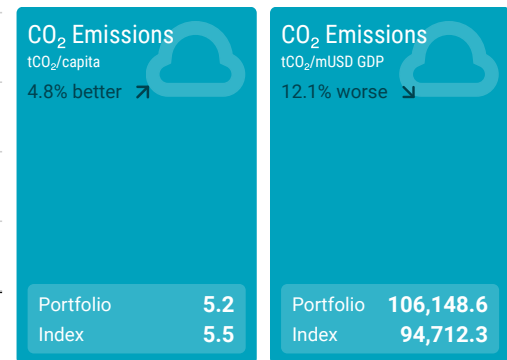 CO₂ Emissions
tCO₂/capita
4.8% better
Portfolio 5.2
Index 5.5
CO₂ Emissions
tCO₂/mUSD GDP
12.1% worse
Portfolio 106,148.6
Index 94,712.3